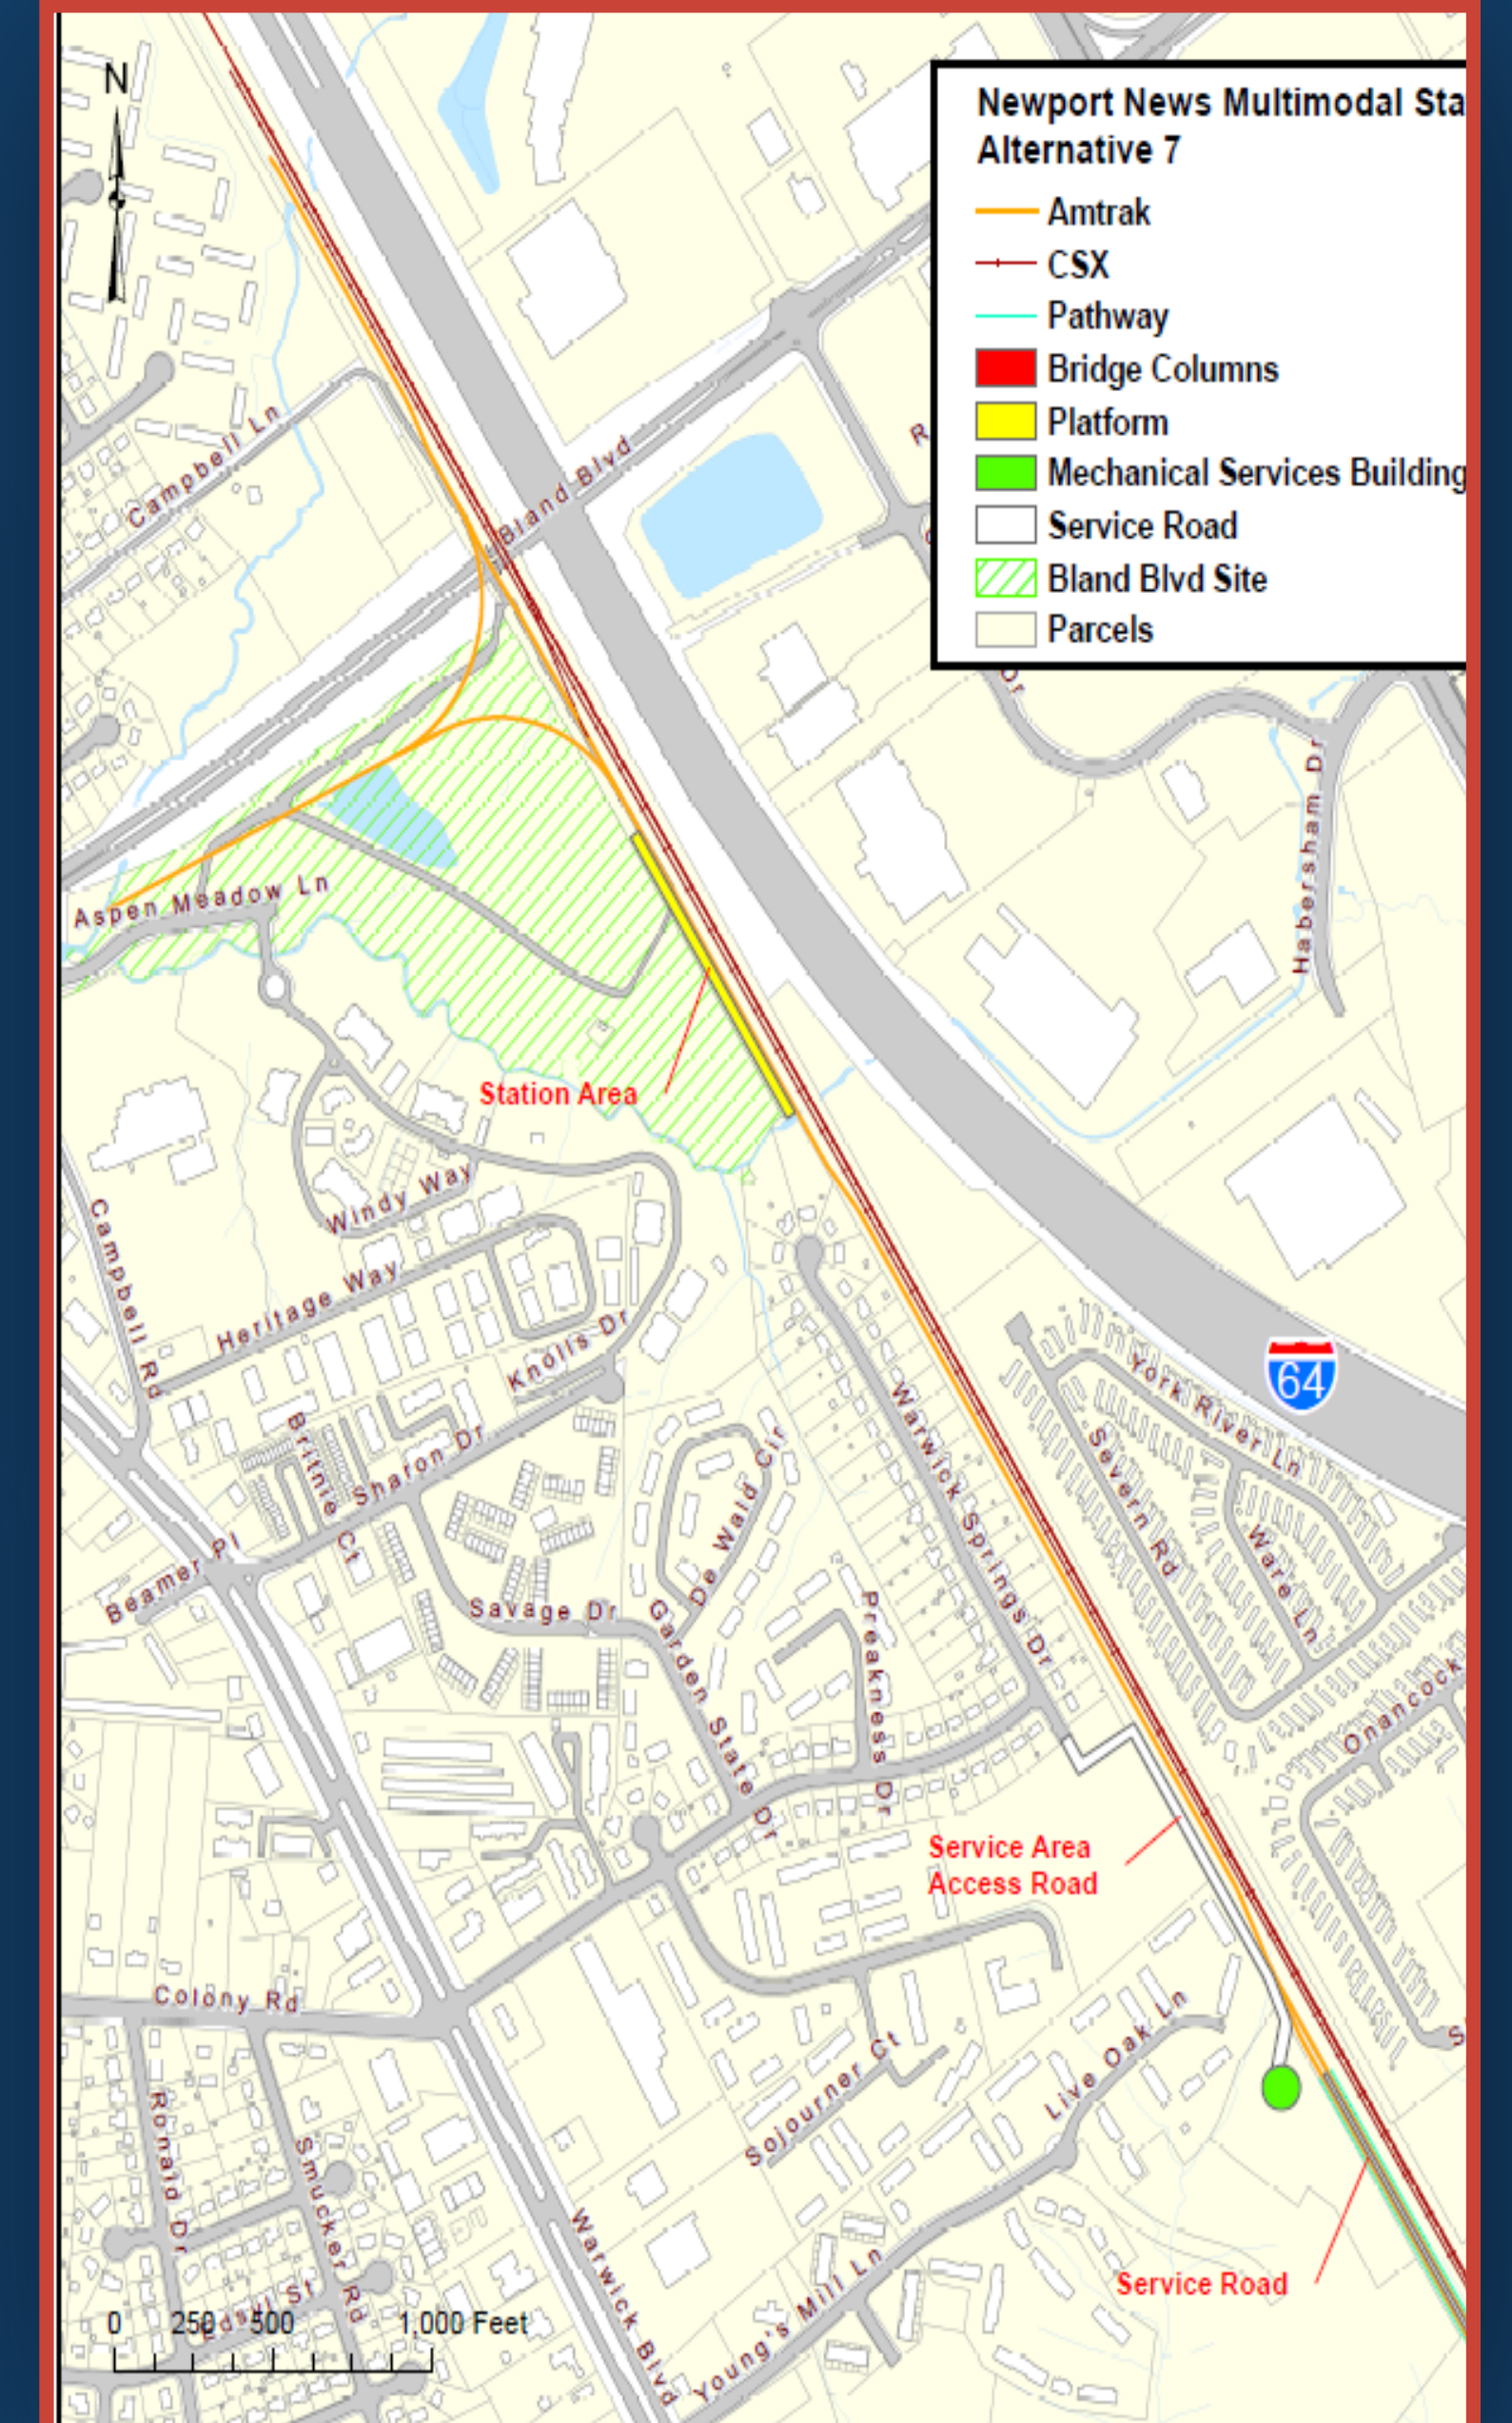 N
Newport News Multimodal Sta
Alternative 7
Amtrak
CSX
Pathway
Bridge Columns
Platform
Mechanical Services Building
Service Road
Bland Blvd Site
Parcels
Campbell Ln
Bland Blvd
R
Dr
Habersham Dr
Aspen Meadow Ln
Station Area
Windy Way
Campbell Rd
Heritage Way
Knolls Dr
64
York River Ln
Severn Rd
Ware Ln
Warwick Springs Dr
Britnie Ct
Sharon Dr
De Wald Cir
Beamer Pl
Savage Dr
Garden State Dr
Preakness Dr
Onancock
Service Area
Access Road
Colony Rd
Live Oak Ln
Sojourner Ct
S
Ronald Dr
Smucker Rd
Warwick Blvd
Young's Mill Ln
Service Road
0 250 500 1,000 Feet